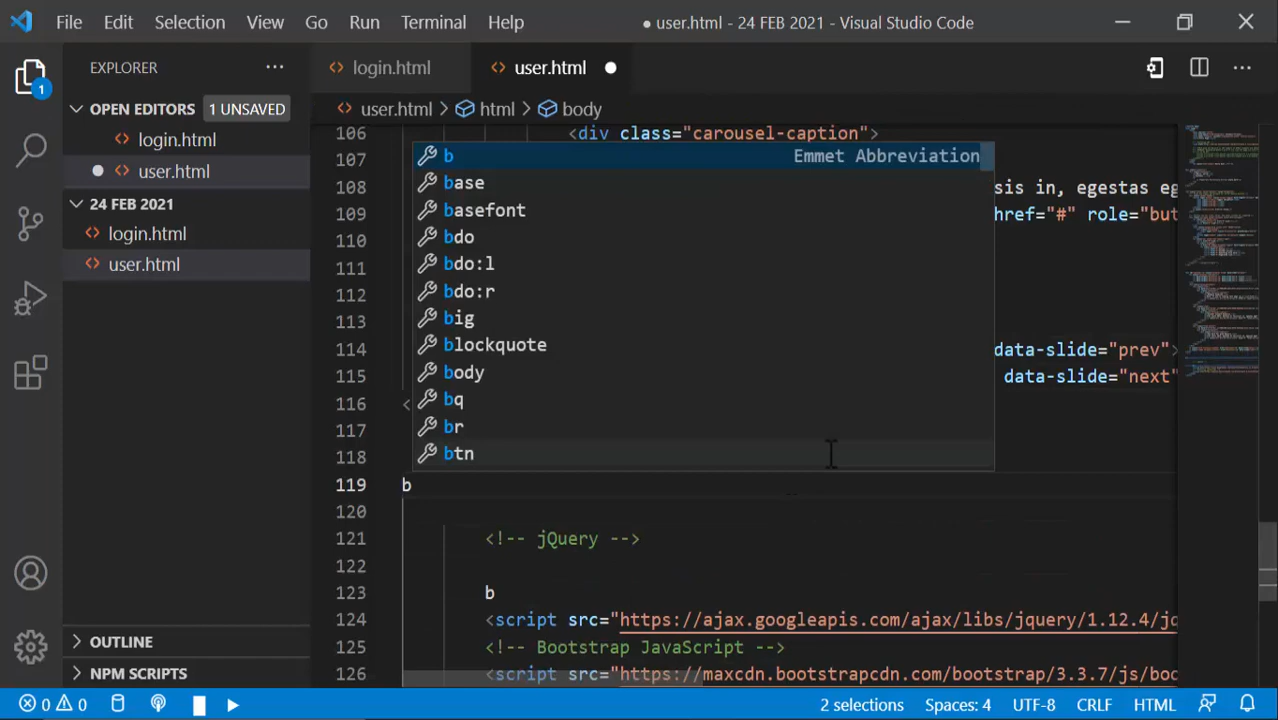 File Edit Selection View Go Run Terminal Help ● user.html - 24 FEB 2021 - Visual Studio Code
EXPLORER ...
login.html
user.html
1
OPEN EDITORS 1 UNSAVED
login.html
user.html
24 FEB 2021
login.html
user.html
OUTLINE
NPM SCRIPTS
user.html > html > body
106 <div class="carousel-caption">
107
108 sis in, egestas eg
109 href="#" role="but
110
111
112
113
114 data-slide="prev">
115 data-slide="next"
116 <
117
118
119 b
120
121 <!-- jQuery -->
122
123 b
124 <script src="https://ajax.googleapis.com/ajax/libs/jquery/1.12.4/jq
125 <!-- Bootstrap JavaScript -->
126 <script src="https://maxcdn.bootstrapcdn.com/bootstrap/3.3.7/js/boo
b Emmet Abbreviation
base
basefont
bdo
bdo:l
bdo:r
big
blockquote
body
bq
br
btn
0 0 2 selections Spaces: 4 UTF-8 CRLF HTML